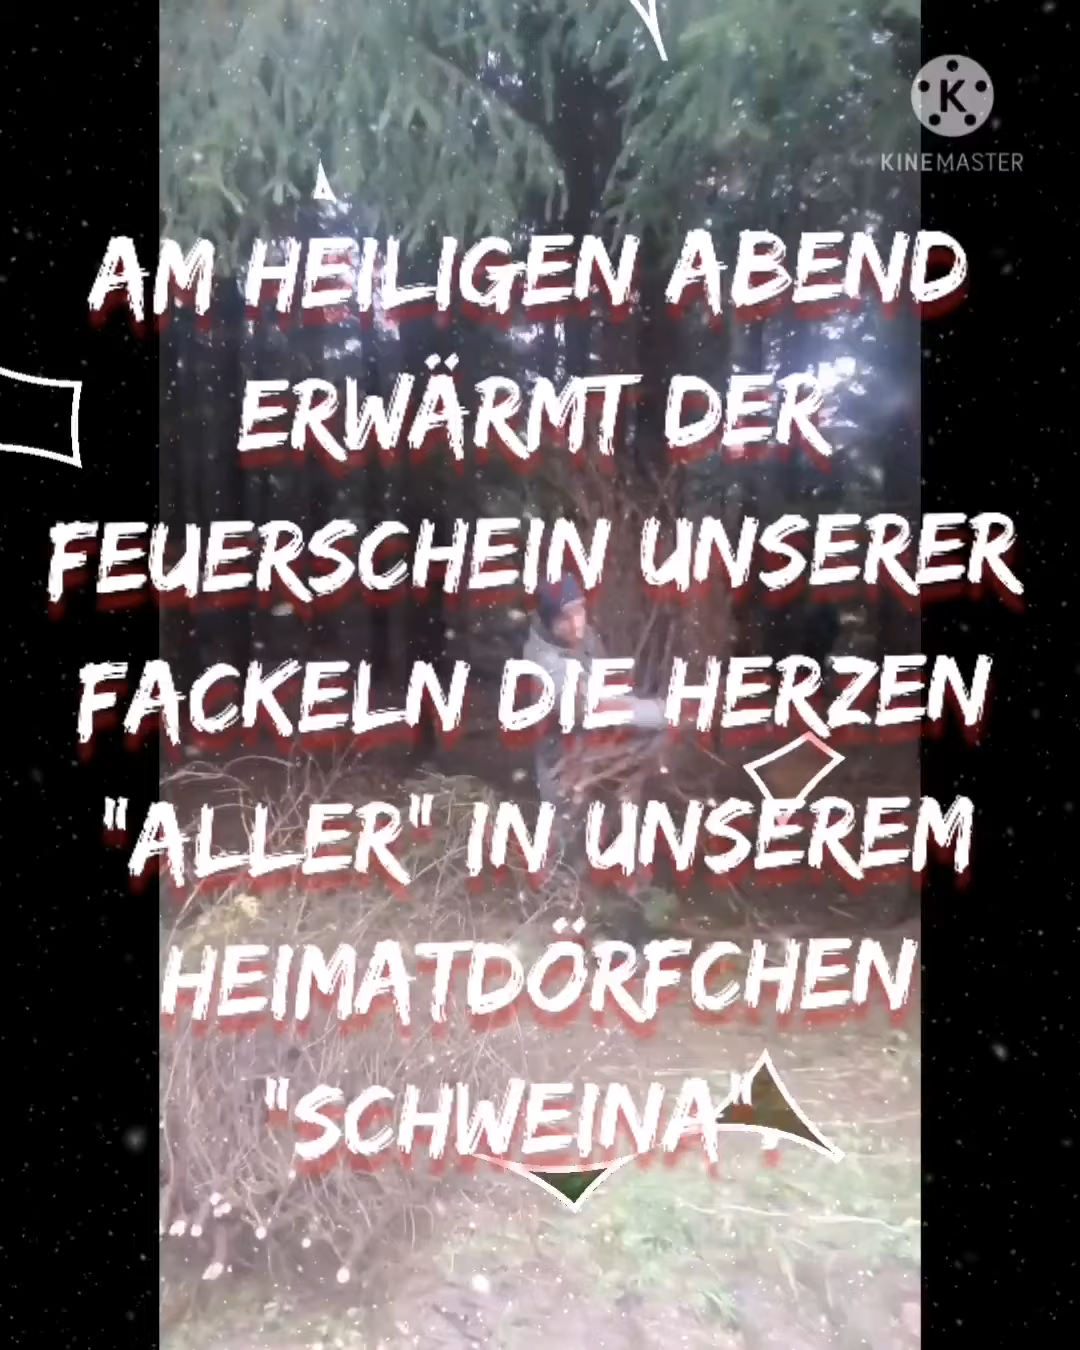 K
KINEMASTER
AM HEILIGEN ABEND
ERWÄRMT DER
FEUERSCHEIN UNSERER
FACKELN DIE HERZEN
"ALLER" IN UNSEREM
HEIMATDÖRFCHEN
"SCHWEINA".